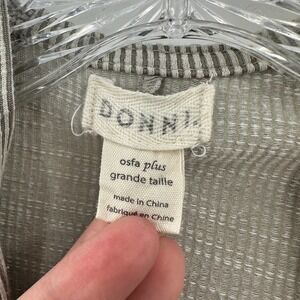 DONNI.
osfa plus
grande taille
made in China
fabriqué en Chine